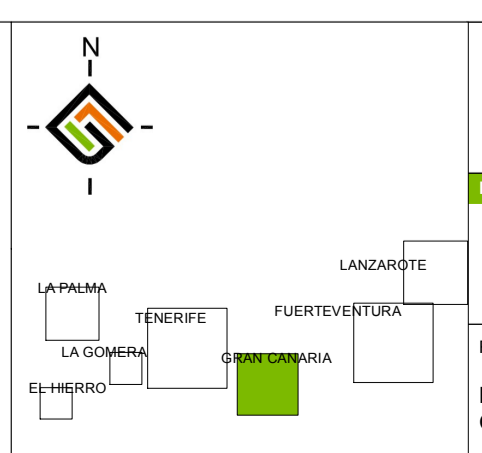 N
LANZAROTE
LA PALMA
FUERTEVENTURA
TENERIFE
LA GOMERA
GRAN CANARIA
EL HIERRO